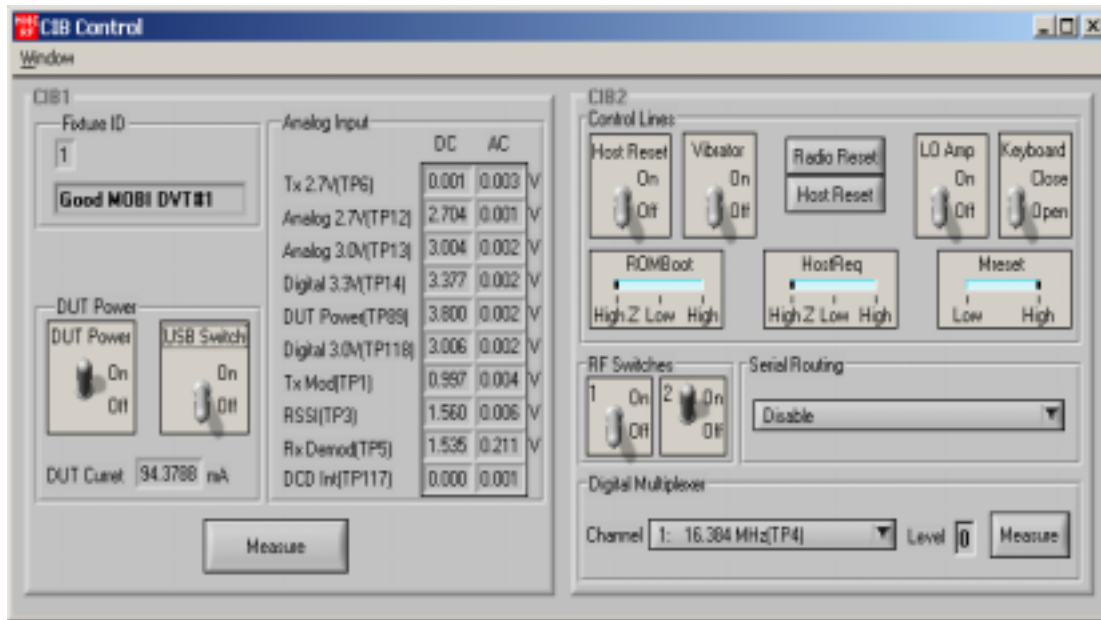 MOBI RF CIB Control
Window
CIB1
Fixture ID
1
Good MOBI DVT#1
DUT Power
DUT Power
On
Off
USB Switch
On
Off
DUT Curret 94.3788 mA
Analog Input
DC AC
Tx 2.7V(TP6) 0.001 0.003 V
Analog 2.7V(TP12) 2.704 0.001 V
Analog 3.0V(TP13) 3.004 0.002 V
Digital 3.3V(TP14) 3.377 0.002 V
DUT Power(TP89) 3.800 0.002 V
Digital 3.0V(TP118) 3.006 0.002 V
Tx Mod(TP1) 0.997 0.004 V
RSSI(TP3) 1.560 0.006 V
Rx Demod(TP5) 1.535 0.211 V
DCD Int(TP117) 0.000 0.001
Measure
CIB2
Control Lines
Host Reset
On
Off
Vibrator
On
Off
Radio Reset
Host Reset
LO Amp
On
Off
Keyboard
Close
Open
ROMBoot
High Z Low High
HostReq
High Z Low High
Mreset
Low High
RF Switches
1 On
Off
2 On
Off
Serial Routing
Disable
Digital Multiplexer
Channel 1: 16.384 MHz(TP4) Level 0 Measure